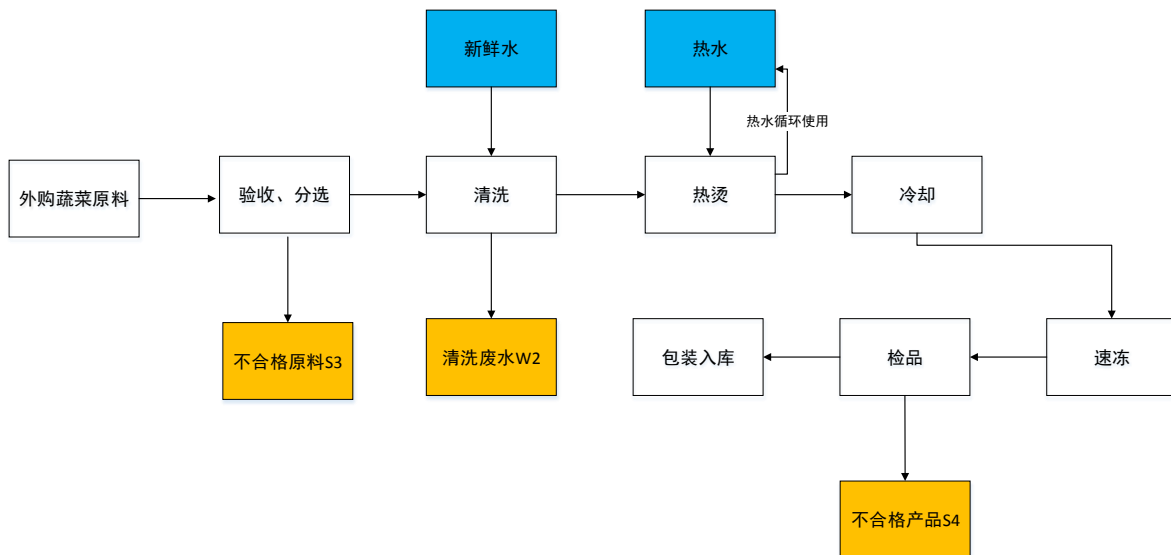 新鲜水
热水
热水循环使用
外购蔬菜原料
验收、分选
清洗
热烫
冷却
不合格原料S3
清洗废水W2
包装入库
检品
速冻
不合格产品S4